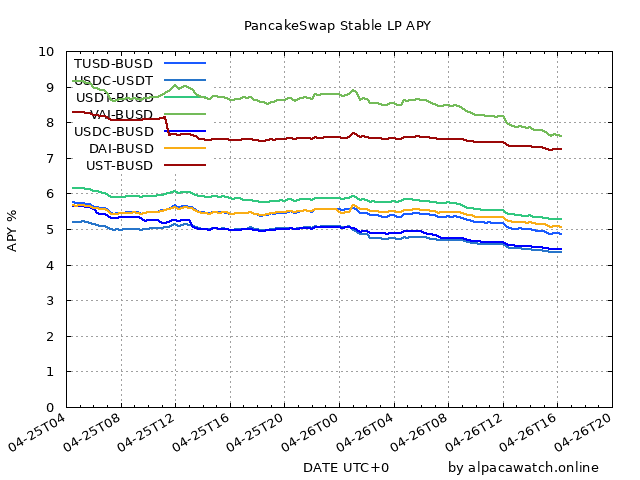 PancakeSwap Stable LP APY
10
9
8
7
6
5
4
3
2
1
0
APY %
TUSD-BUSD
USDC-USDT
USDT-BUSD
VAI-BUSD
USDC-BUSD
DAI-BUSD
UST-BUSD
04-25T04
04-25T08
04-25T12
04-25T16
04-25T20
04-26T00
04-26T04
04-26T08
04-26T12
04-26T16
04-26T20
DATE UTC+0
by alpacawatch.online